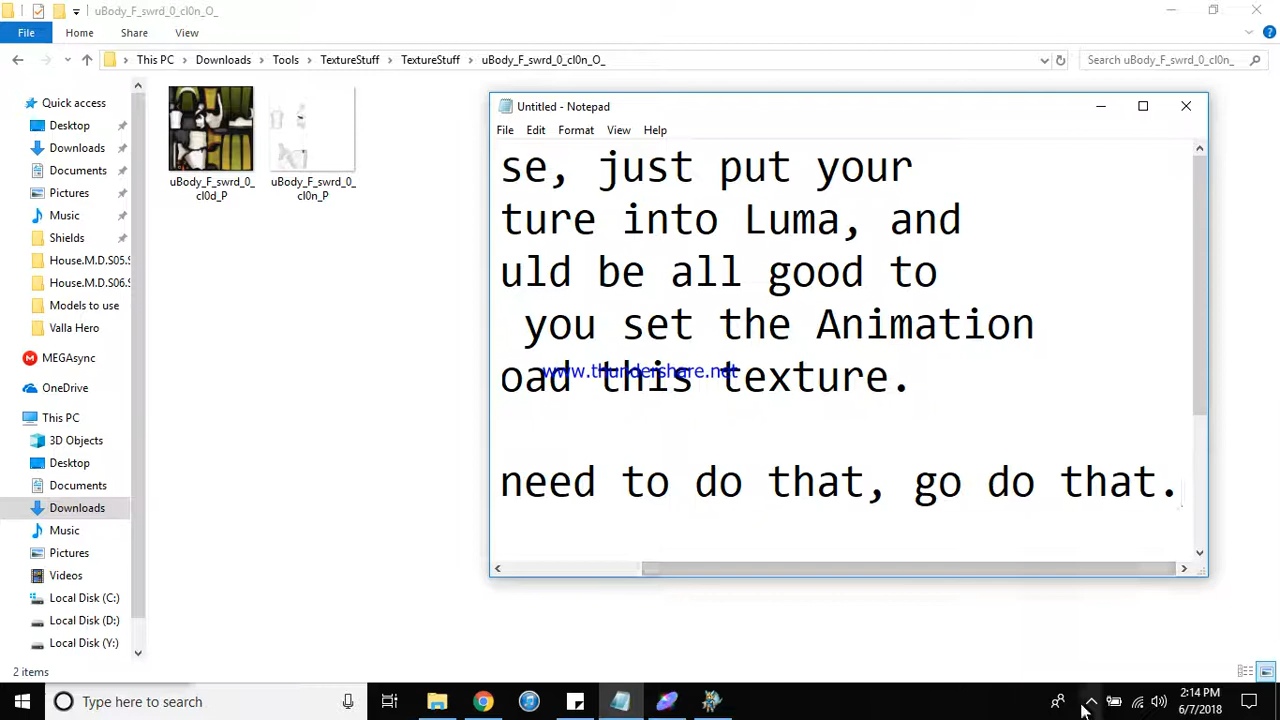 uBody_F_swrd_0_cl0n_O_
File
Home
Share
View
This PC
Downloads
Tools
TextureStuff
TextureStuff
uBody_F_swrd_0_cl0n_O_
Search uBody_F_swrd_0_cl0n_
Quick access
Desktop
Downloads
Documents
Pictures
Music
Shields
House.M.D.S05.S
House.M.D.S06.S
Models to use
Valla Hero
MEGAsync
OneDrive
This PC
3D Objects
Desktop
Documents
Downloads
Music
Pictures
Videos
Local Disk (C:)
Local Disk (D:)
Local Disk (Y:)
uBody_F_swrd_0_
cl0d_P
uBody_F_swrd_0_
cl0n_P
Untitled - Notepad
File Edit Format View Help
se, just put your
ture into Luma, and
uld be all good to
you set the Animation
oad this texture.
www.thundershare.net
need to do that, go do that.
2 items
Type here to search
2:14 PM
6/7/2018